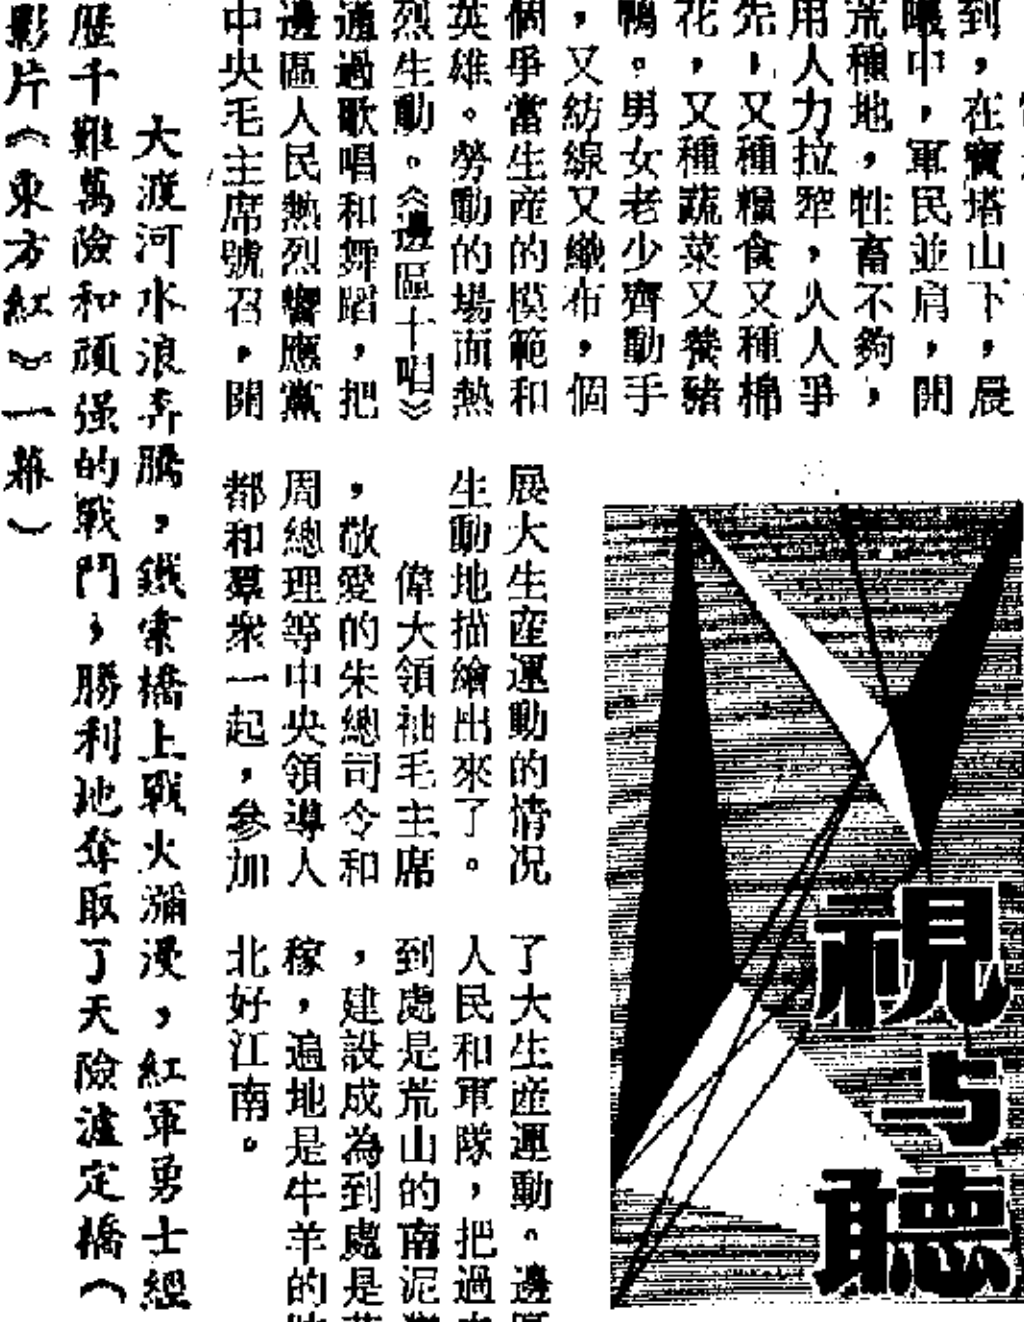 到，在寶塔山下，晨
曦中，軍民並肩，開
荒種地，牲畜不夠，
用人力拉犂，人人爭
先，又種糧食又種棉
花，又種蔬菜又養豬
鴨。男女老少齊動手
，又紡線又織布，個
個爭當生産的模範和
英雄。勞動的場面熱
烈生動。《邊區十唱》
通過歌唱和舞蹈，把
邊區人民熱烈響應黨
中央毛主席號召，開
展大生産運動的情况
生動地描繪出來了。
偉大領袖毛主席
，敬愛的朱總司令和
周總理等中央領導人
都和羣衆一起，參加
了大生産運動。邊區
人民和軍隊，把過去
到處是荒山的南泥灣
，建設成為到處是莊
稼，遍地是牛羊的陝
北好江南。
視与聽
大渡河水浪奔騰，鐵索橋上戰火瀰漫，紅軍勇士經
歷千難萬險和頑强的戰鬥，勝利地奪取了天險瀘定橋（
影片《東方紅》一幕）